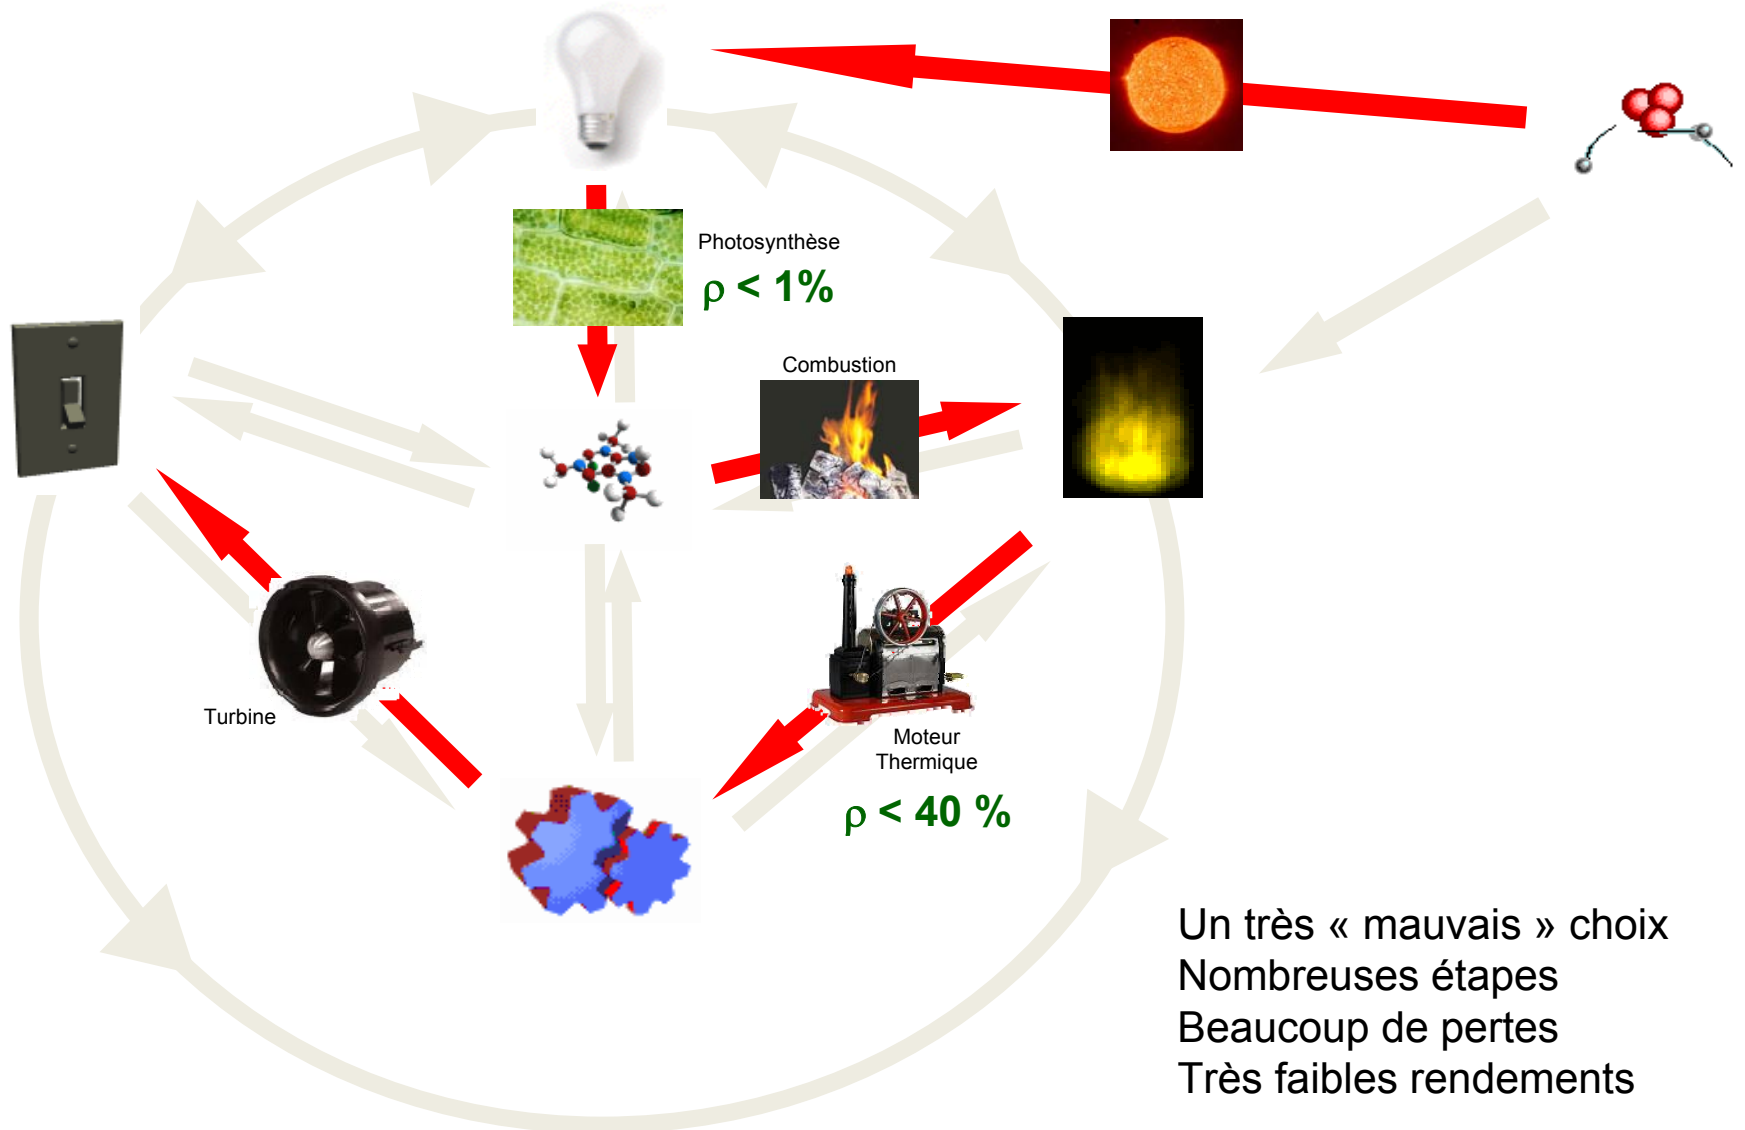 Photosynthèse
ρ < 1%
Combustion
Turbine
Moteur
Thermique
ρ < 40 %
Un très « mauvais » choix
Nombreuses étapes
Beaucoup de pertes
Très faibles rendements